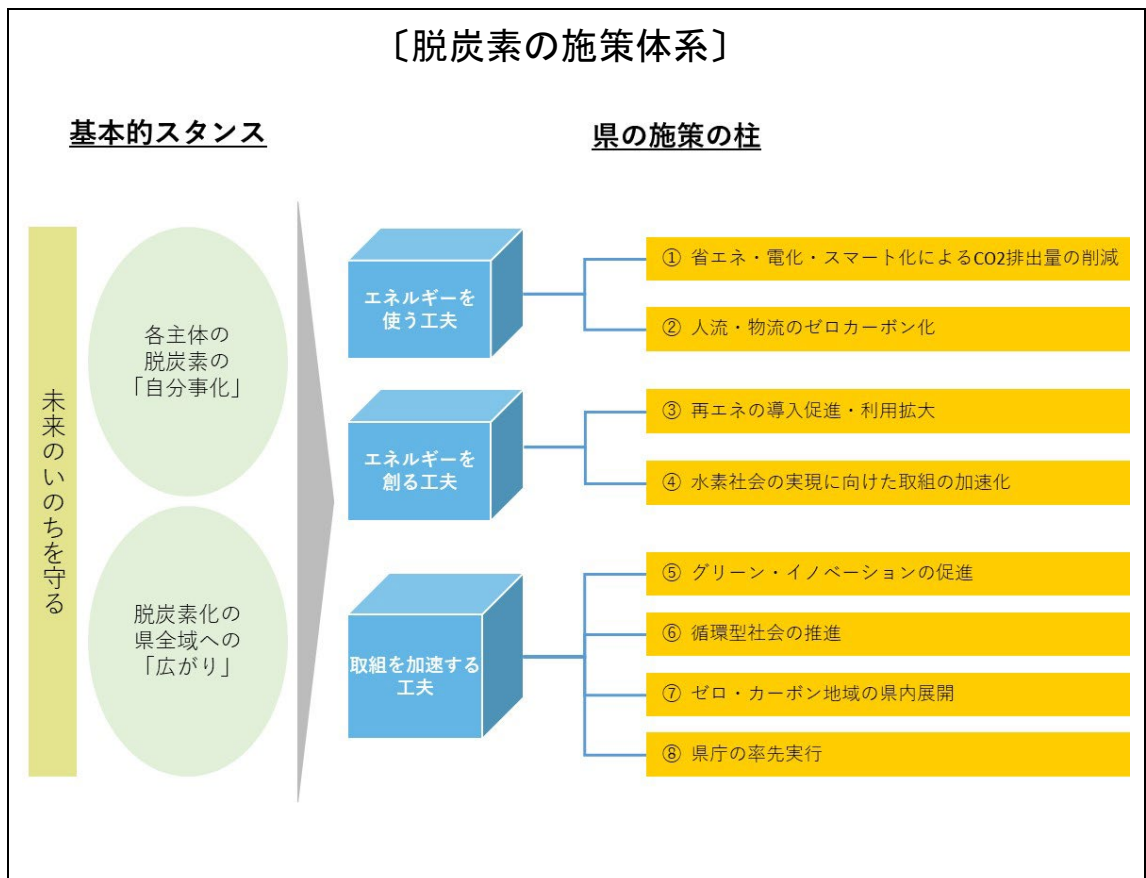 〔脱炭素の施策体系〕
基本的スタンス
県の施策の柱
未来のいのちを守る
各主体の
脱炭素の
「自分事化」
脱炭素化の
県全域への
「広がり」
エネルギーを
使う工夫
① 省エネ・電化・スマート化によるCO2排出量の削減
② 人流・物流のゼロカーボン化
エネルギーを
創る工夫
③ 再エネの導入促進・利用拡大
④ 水素社会の実現に向けた取組の加速化
取組を加速する
工夫
⑤ グリーン・イノベーションの促進
⑥ 循環型社会の推進
⑦ ゼロ・カーボン地域の県内展開
⑧ 県庁の率先実行